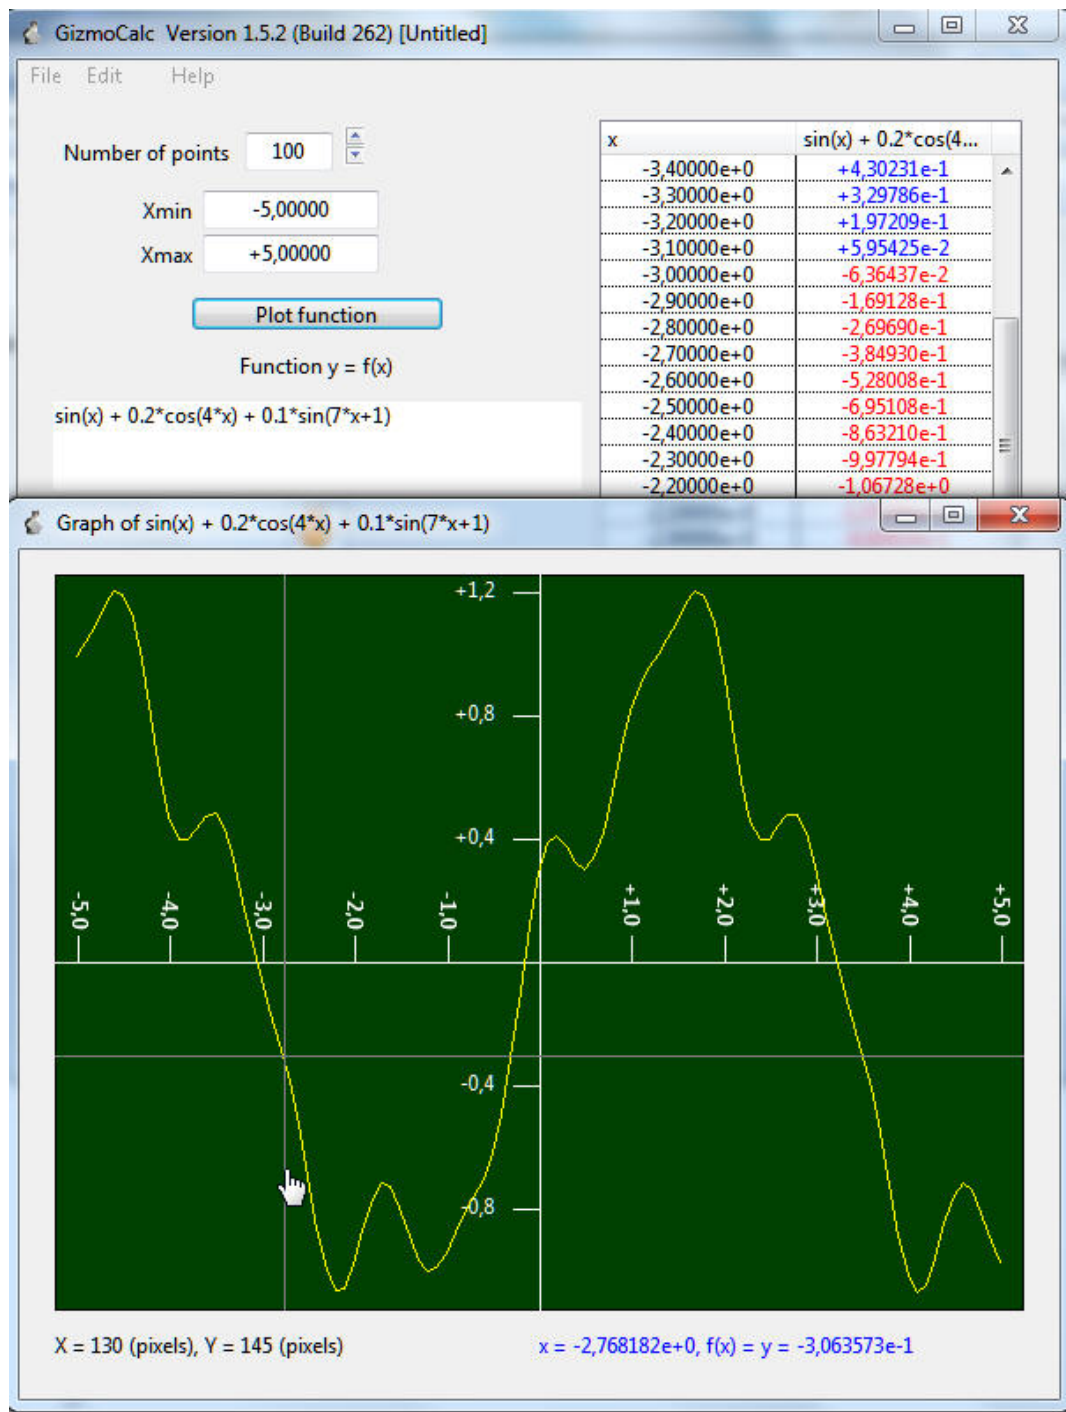 GizmoCalc Version 1.5.2 (Build 262) [Untitled]
File Edit Help
Number of points 100
Xmin -5,00000
Xmax +5,00000
Plot function
Function y = f(x)
sin(x) + 0.2*cos(4*x) + 0.1*sin(7*x+1)
x sin(x) + 0.2*cos(4...
-3,40000e+0 +4,30231e-1
-3,30000e+0 +3,29786e-1
-3,20000e+0 +1,97209e-1
-3,10000e+0 +5,95425e-2
-3,00000e+0 -6,36437e-2
-2,90000e+0 -1,69128e-1
-2,80000e+0 -2,69690e-1
-2,70000e+0 -3,84930e-1
-2,60000e+0 -5,28008e-1
-2,50000e+0 -6,95108e-1
-2,40000e+0 -8,63210e-1
-2,30000e+0 -9,97794e-1
-2,20000e+0 -1,06728e+0
Graph of sin(x) + 0.2*cos(4*x) + 0.1*sin(7*x+1)
+1,2
+0,8
+0,4
-5,0 -4,0 -3,0 -2,0 -1,0 +1,0 +2,0 +3,0 +4,0 +5,0
-0,4
-0,8
X = 130 (pixels), Y = 145 (pixels)
x = -2,768182e+0, f(x) = y = -3,063573e-1